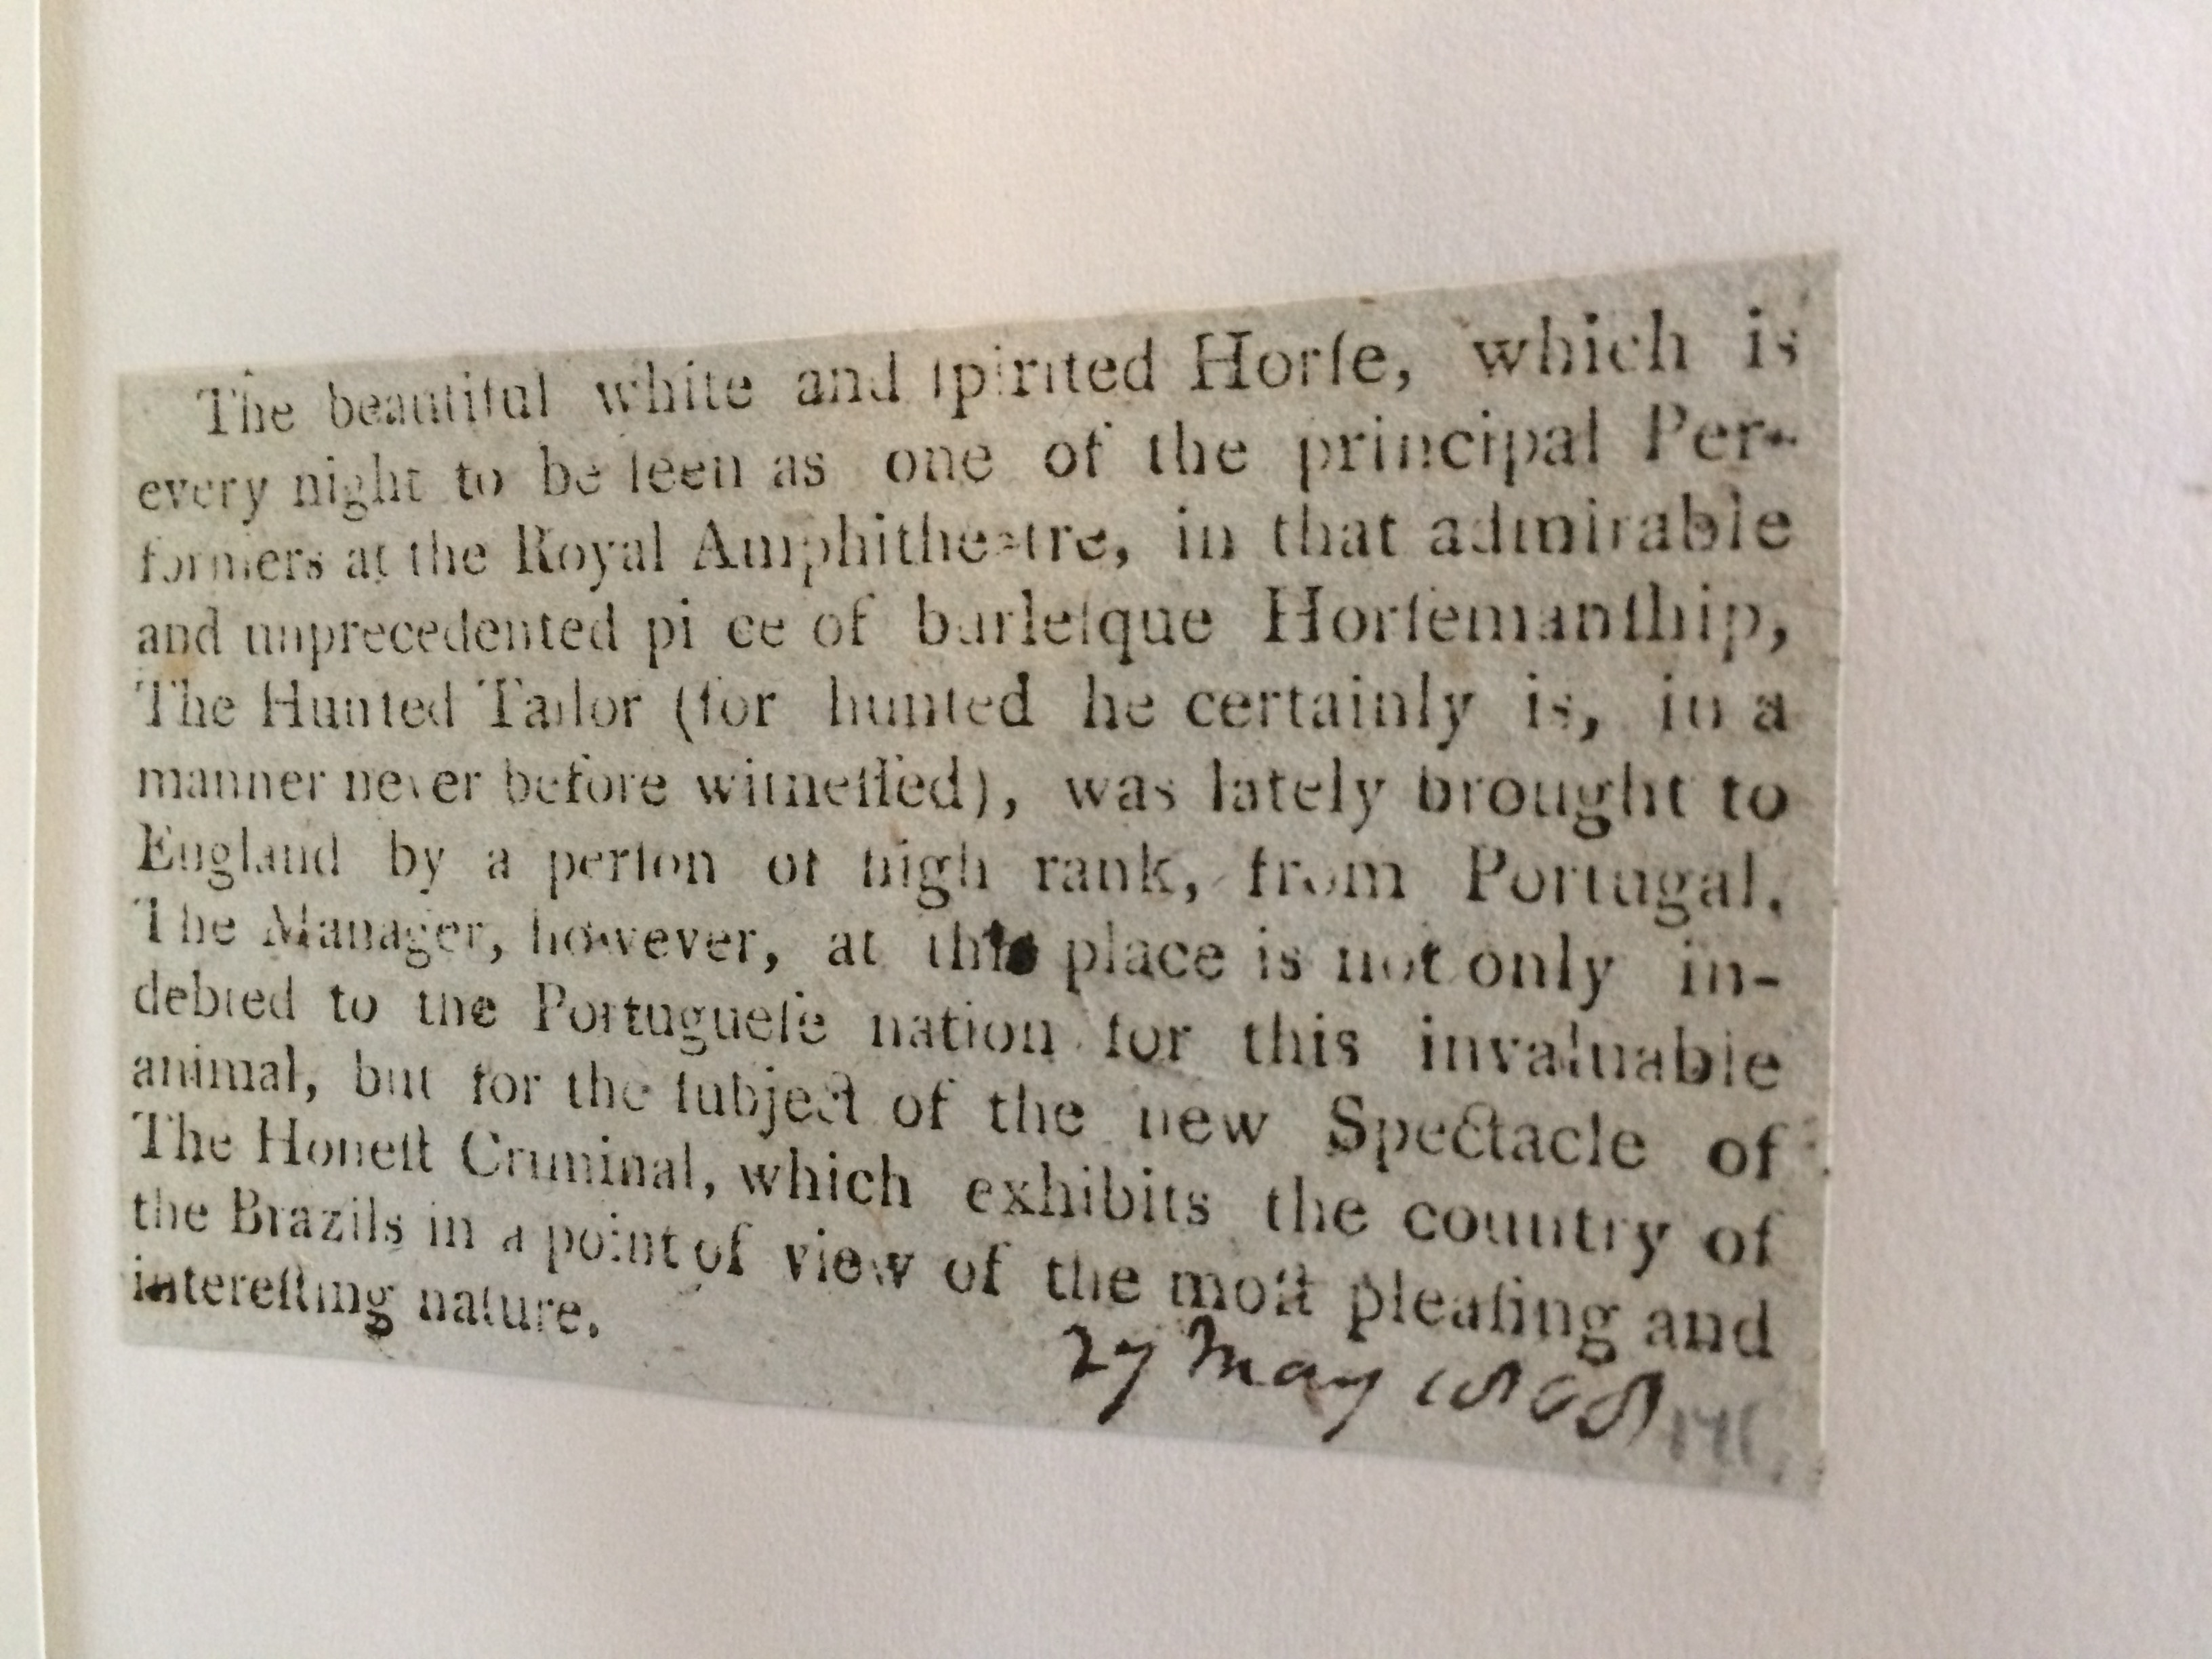 The beautiful white and ſpirited Horſe, which is
every night to be ſeen as one of the principal Per-
formers at the Royal Amphitheatre, in that admirable
and unprecedented pi ce of burleſque Horſemanſhip,
The Hunted Tailor (for hunted he certainly is, in a
manner never before witneſſed), was lately brought to
England by a perſon of high rank, from Portugal.
The Manager, however, at this place is not only in-
debted to the Portugueſe nation for this invaluable
animal, but for the ſubject of the new Spectacle of
The Honeſt Criminal, which exhibits the country of
the Brazils in a point of view of the moſt pleaſing and
intereſting nature.
27 May 1808